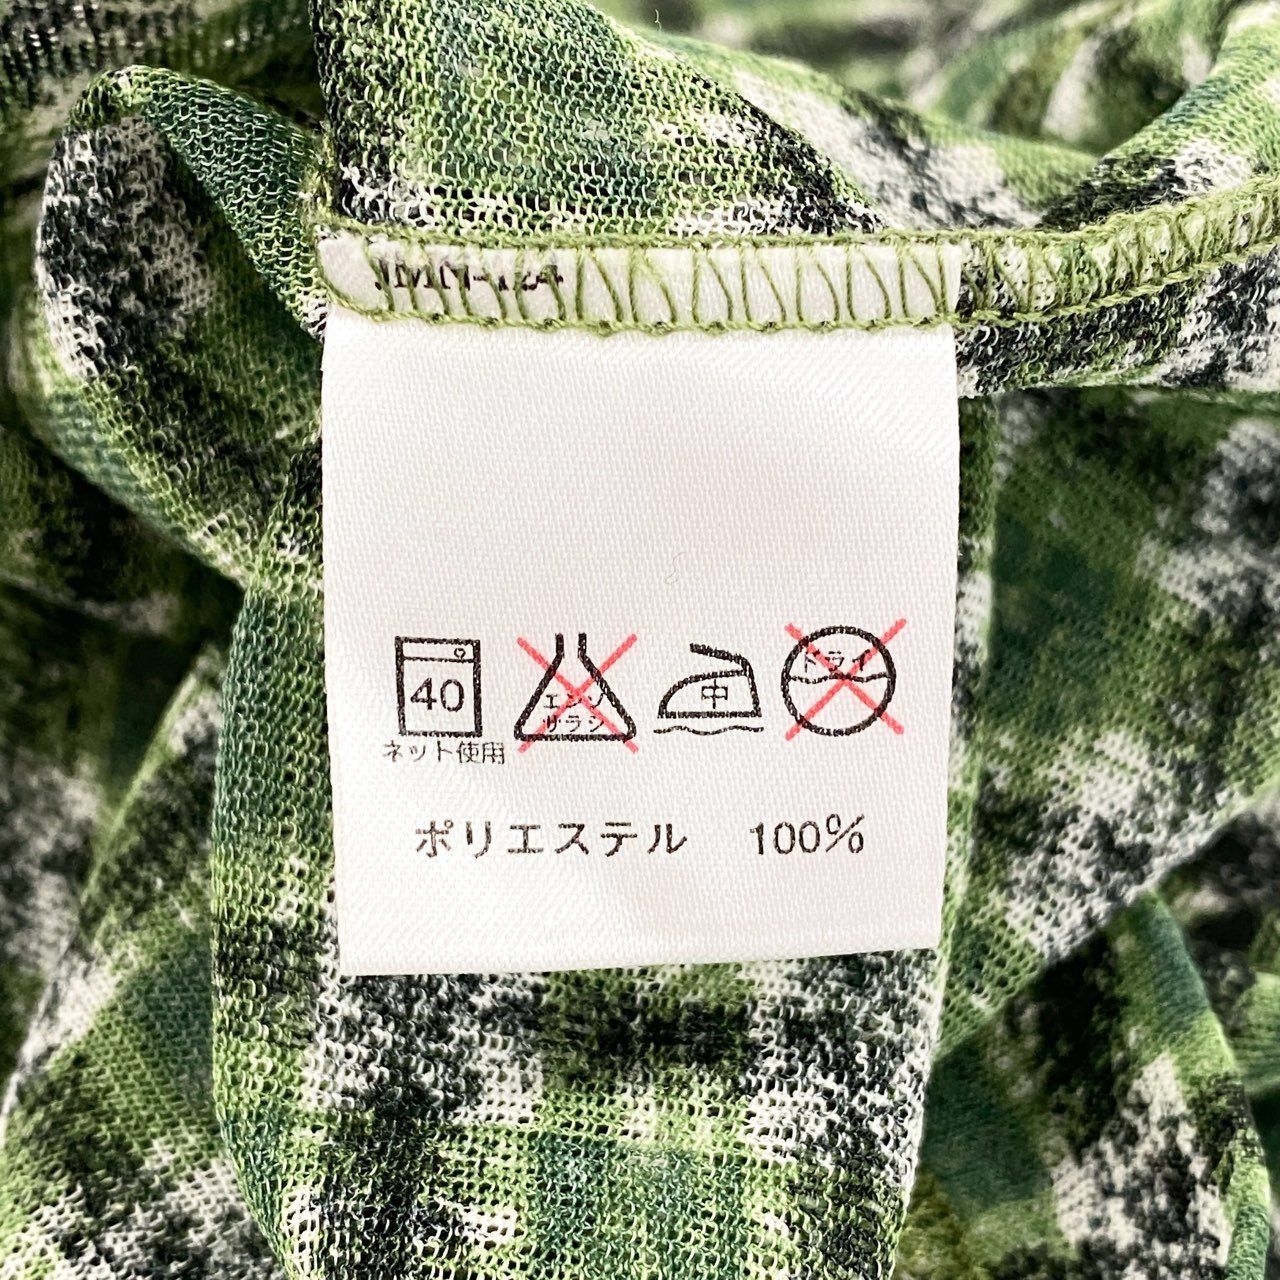 40
ネット使用
エンソ
サラシ
中
ドライ
ポリエステル 100%